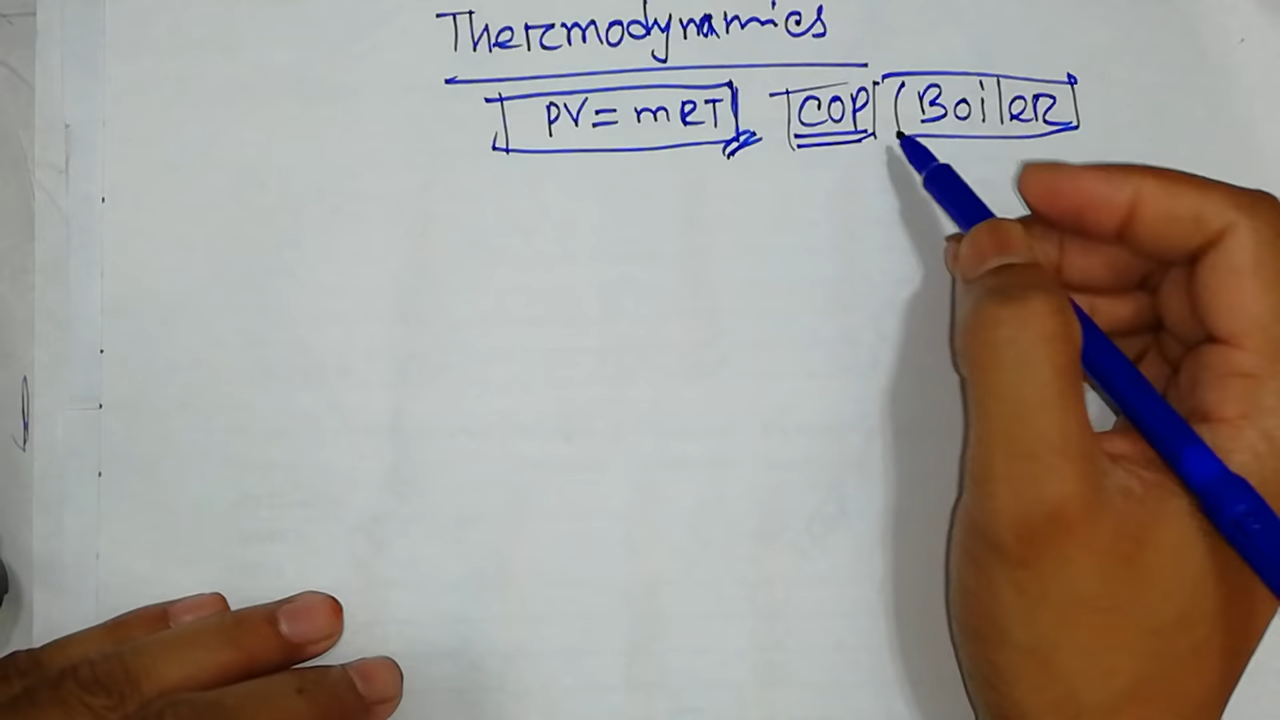 Thermodynamics
PV = mRT COP Boiler